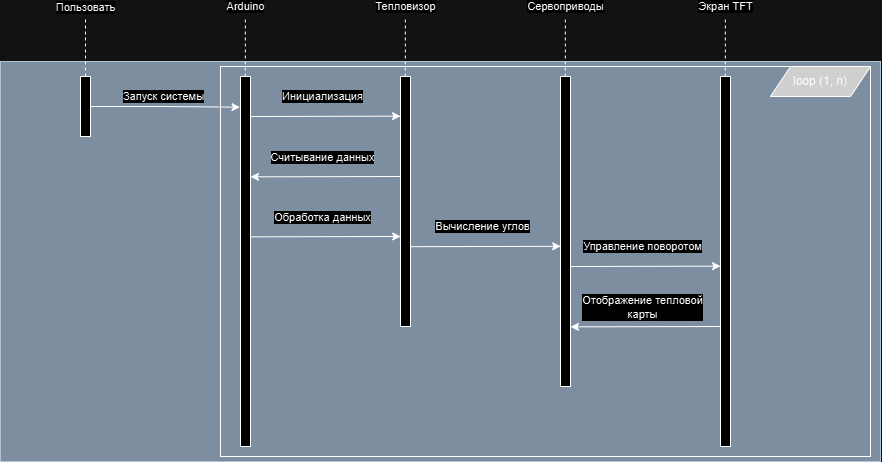 Пользовать
Arduino
Тепловизор
Сервоприводы
Экран TFT
loop (1, n)
Запуск системы
Инициализация
Считывание данных
Обработка данных
Вычисление углов
Управление поворотом
Отображение тепловой
карты